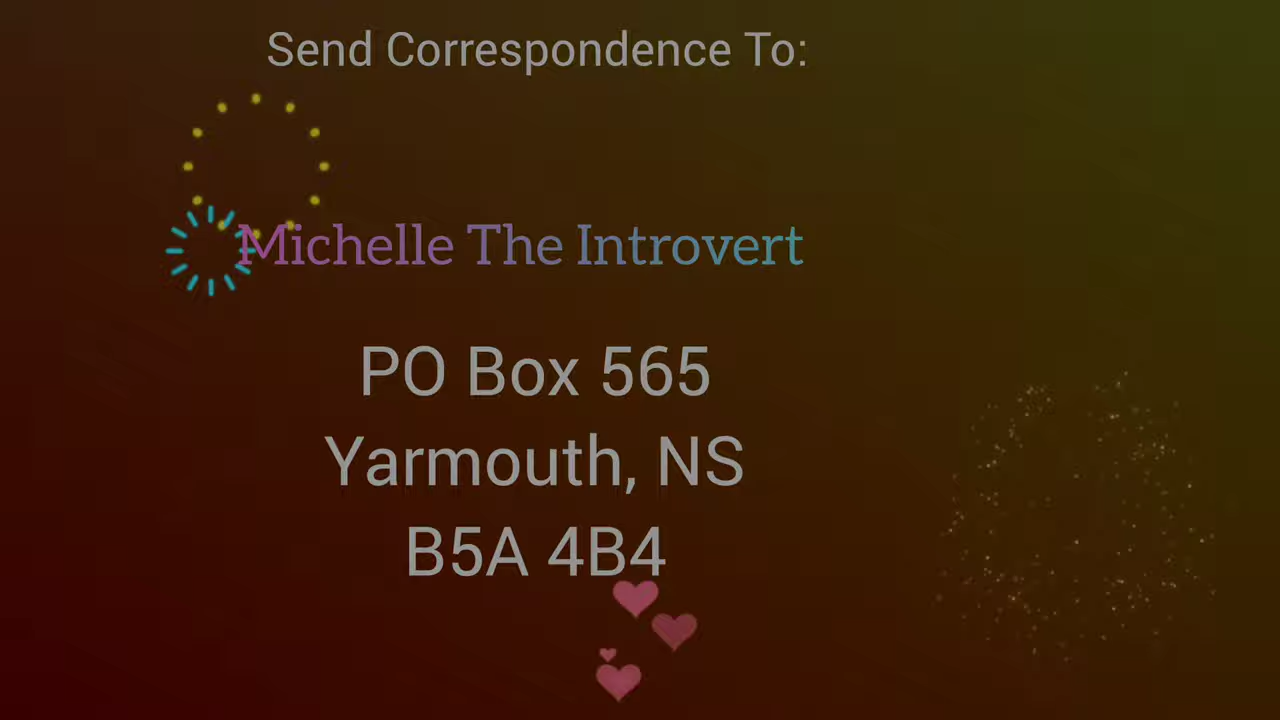 Send Correspondence To:
Michelle The Introvert
PO Box 565
Yarmouth, NS
B5A 4B4